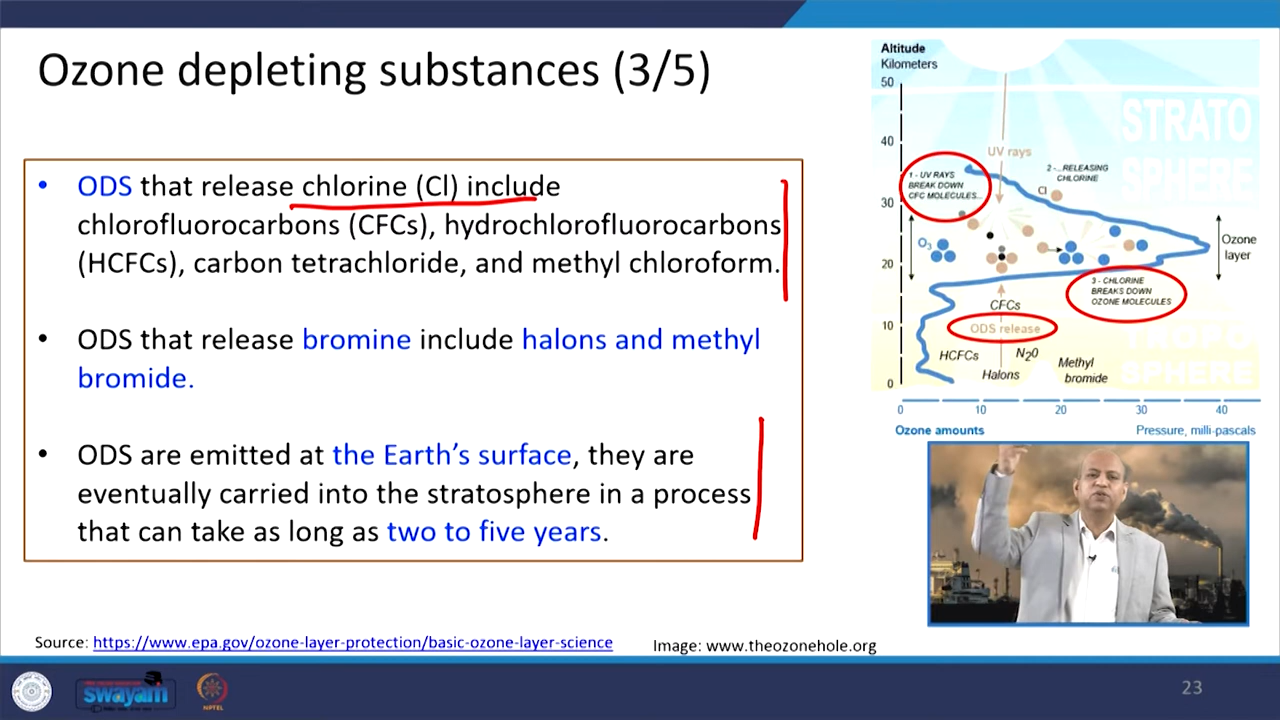 Ozone depleting substances (3/5)
• ODS that release chlorine (Cl) include
chlorofluorocarbons (CFCs), hydrochlorofluorocarbons
(HCFCs), carbon tetrachloride, and methyl chloroform.
• ODS that release bromine include halons and methyl
bromide.
• ODS are emitted at the Earth's surface, they are
eventually carried into the stratosphere in a process
that can take as long as two to five years.
Source: https://www.epa.gov/ozone-layer-protection/basic-ozone-layer-science
Image: www.theozonehole.org
Altitude
Kilometers
50
40
30
20
10
0
STRATO
SPHERE
UV rays
1 - UV RAYS
BREAK DOWN
CFC MOLECULES...
2 -...RELEASING
CHLORINE
Cl
O3
Ozone
layer
3 - CHLORINE
BREAKS DOWN
OZONE MOLECULES
CFCs
ODS release
HCFCs
N2O
Halons
Methyl
bromide
TROPO
SPHERE
0 10 20 30 40
Ozone amounts
Pressure, milli-pascals
swayam
NPTEL
23